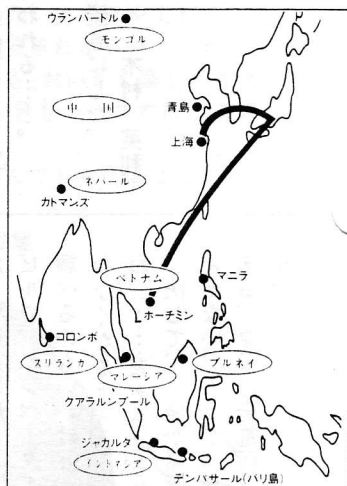 ウランバートル
モンゴル
中国
青島
上海
ネパール
カトマンズ
ベトナム
マニラ
ホーチミン
コロンボ
スリランカ
マレーシア
ブルネイ
クアラルンプール
ジャカルタ
インドネシア
デンパサール(バリ島)